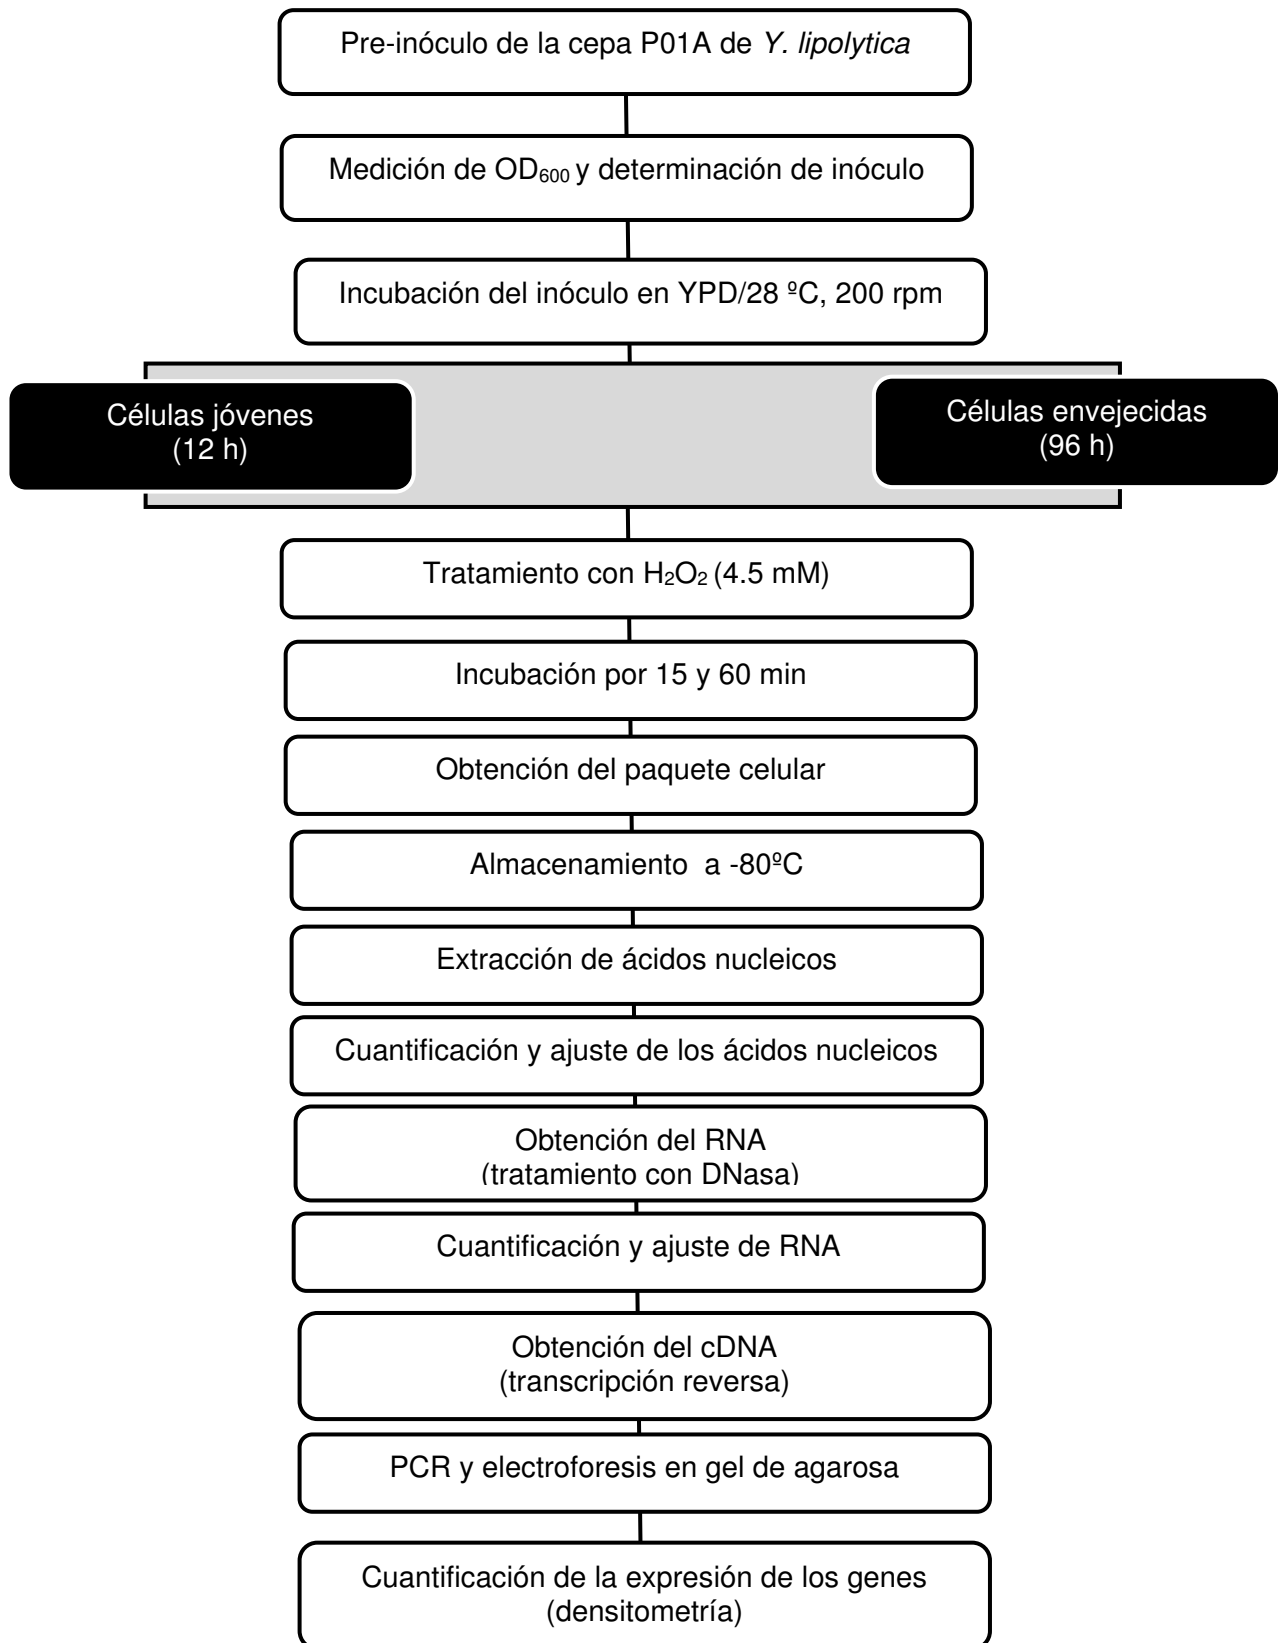 Pre-inóculo de la cepa P01A de Y. lipolytica
Medición de OD₆₀₀ y determinación de inóculo
Incubación del inóculo en YPD/28 ºC, 200 rpm
Células jóvenes
(12 h)
Células envejecidas
(96 h)
Tratamiento con H₂O₂ (4.5 mM)
Incubación por 15 y 60 min
Obtención del paquete celular
Almacenamiento  a -80ºC
Extracción de ácidos nucleicos
Cuantificación y ajuste de los ácidos nucleicos
Obtención del RNA
(tratamiento con DNasa)
Cuantificación y ajuste de RNA
Obtención del cDNA
(transcripción reversa)
PCR y electroforesis en gel de agarosa
Cuantificación de la expresión de los genes
(densitometría)